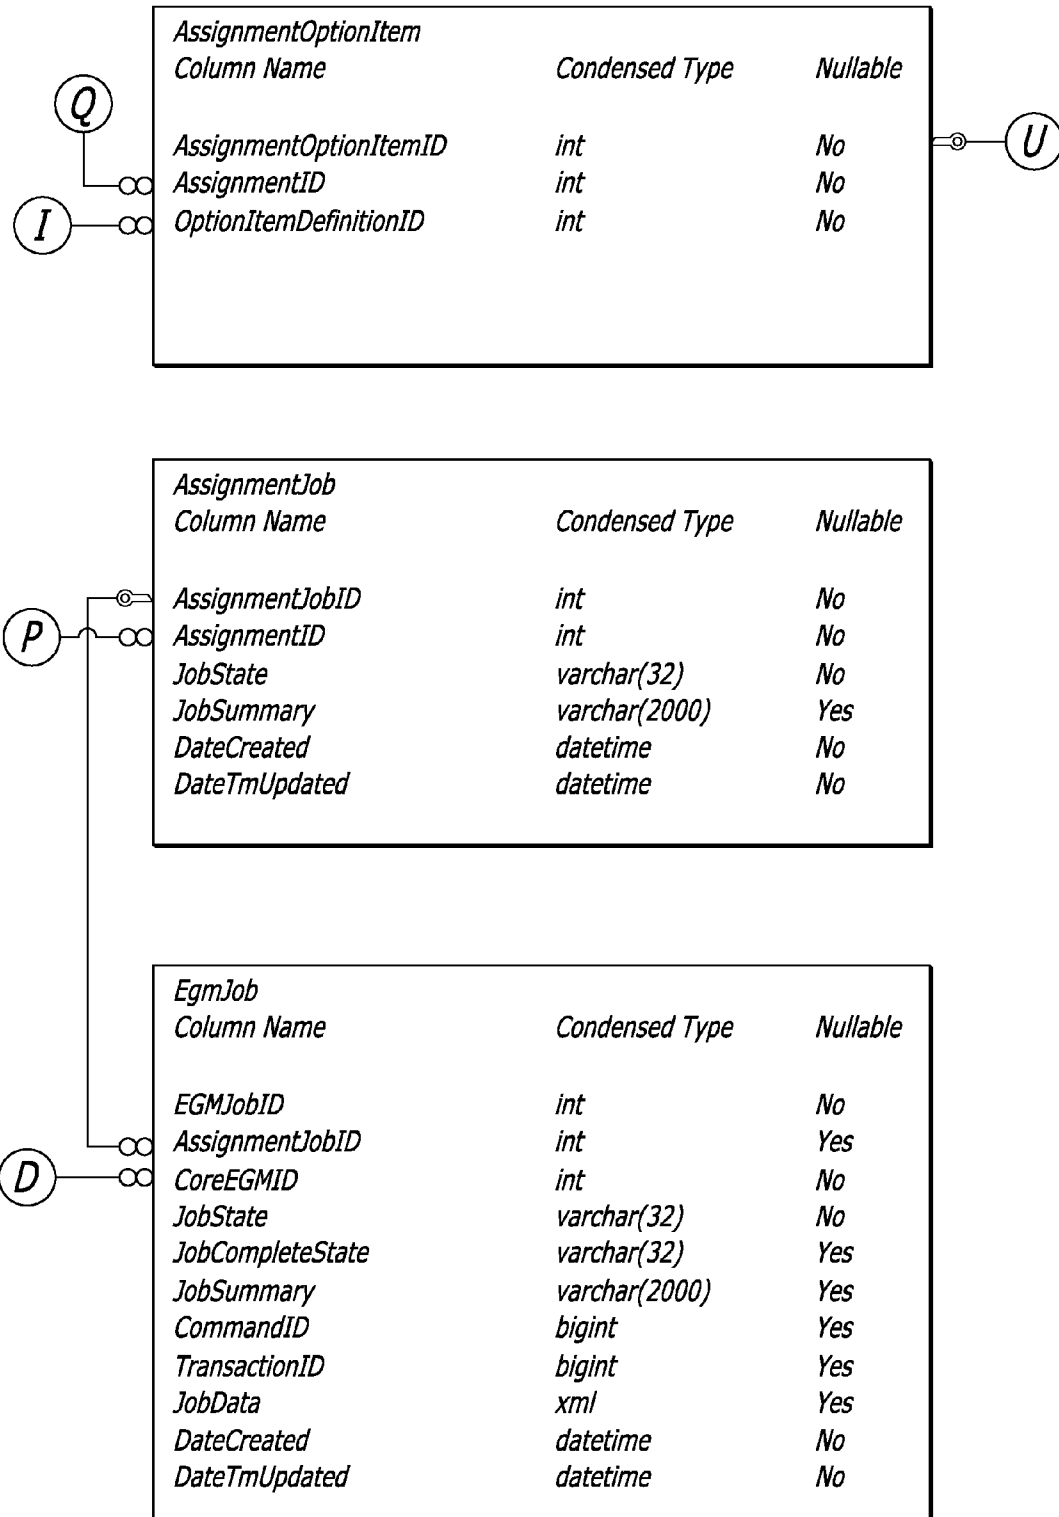 AssignmentOptionItem
Column Name Condensed Type Nullable
Q
AssignmentOptionItemID int No
U
AssignmentID int No
I
OptionItemDefinitionID int No
AssignmentJob
Column Name Condensed Type Nullable
AssignmentJobID int No
P
AssignmentID int No
JobState varchar(32) No
JobSummary varchar(2000) Yes
DateCreated datetime No
DateTmUpdated datetime No
EgmJob
Column Name Condensed Type Nullable
EGMJobID int No
AssignmentJobID int Yes
D
CoreEGMID int No
JobState varchar(32) No
JobCompleteState varchar(32) Yes
JobSummary varchar(2000) Yes
CommandID bigint Yes
TransactionID bigint Yes
JobData xml Yes
DateCreated datetime No
DateTmUpdated datetime No